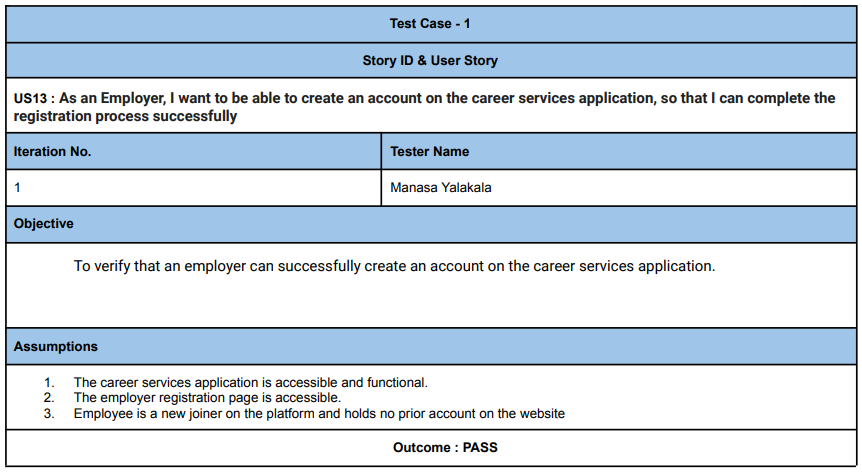 Test Case - 1
Story ID & User Story
US13 : As an Employer, I want to be able to create an account on the career services application, so that I can complete the
registration process successfully
Iteration No.
Tester Name
1
Manasa Yalakala
Objective
To verify that an employer can successfully create an account on the career services application.
Assumptions
1. The career services application is accessible and functional.
2. The employer registration page is accessible.
3. Employee is a new joiner on the platform and holds no prior account on the website
Outcome : PASS